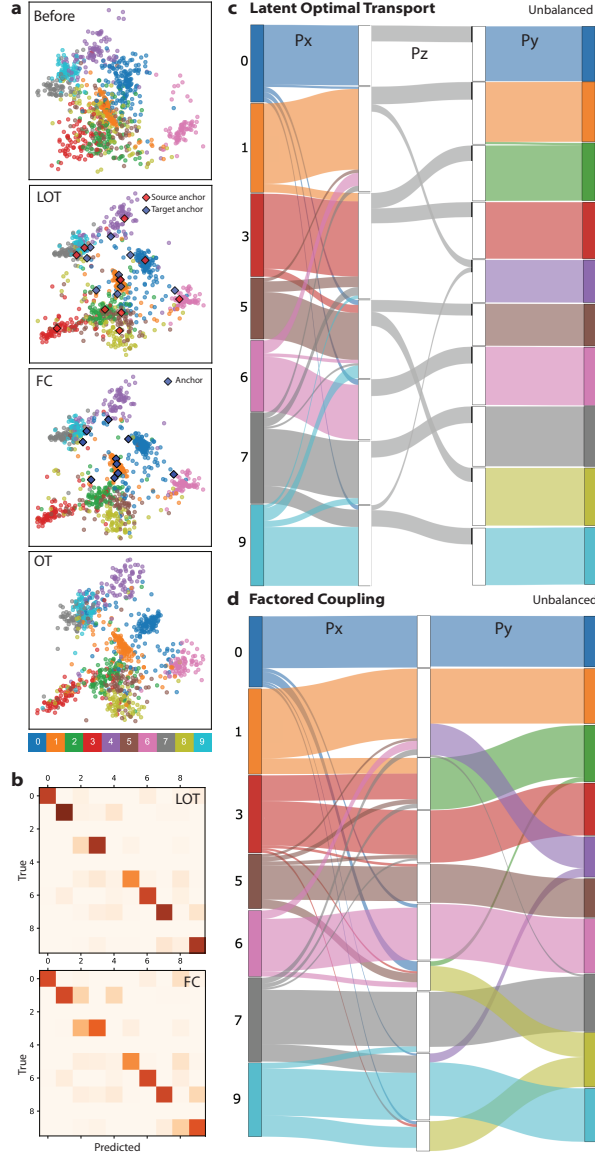 a
Before
LOT
Source anchor
Target anchor
FC
Anchor
OT
0 1 2 3 4 5 6 7 8 9
b
0 2 4 6 8
LOT
0
2
4
6
8
True
0 2 4 6 8
FC
0
2
4
6
8
True
Predicted
c Latent Optimal Transport Unbalanced
Px Pz Py
0
1
3
5
6
7
9
d Factored Coupling Unbalanced
Px Py
0
1
3
5
6
7
9